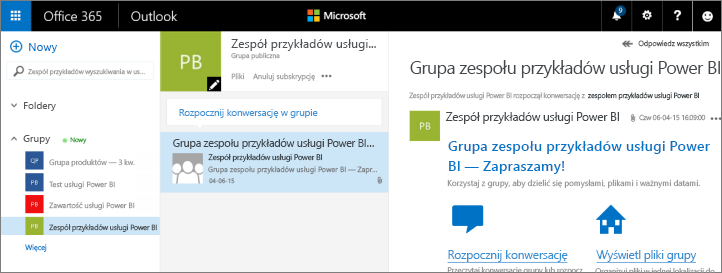 Office 365
Outlook
Microsoft
9
?
Nowy
Zespół przykładów wyszukiwania w us...
Foldery
Grupy
Nowy
QP
Grupa produktów — 3 kw.
PB
Test usługi Power BI
PB
Zawartość usługi Power BI
PB
Zespół przykładów usługi Power BI
Więcej
PB
Zespół przykładów usługi...
Grupa publiczna
Pliki Anuluj subskrypcję •••
Rozpocznij konwersację w grupie
Grupa zespołu przykładów usługi Power BI...
Zespół przykładów usługi Power BI
Grupa zespołu przykładów usługi Power BI — Zapr...
04-06-15
Odpowiedz wszystkim
Grupa zespołu przykładów usługi Power BI
Zespół przykładów usługi Power BI rozpoczął konwersację z zespołem przykładów usługi Power BI
PB
Zespół przykładów usługi Power BI
Czw 06-04-15 16:09:00 •••
Grupa zespołu przykładów usługi Power
BI — Zapraszamy!
Korzystaj z grupy, aby dzielić się pomysłami, plikami i ważnymi datami.
Rozpocznij konwersację
Wyświetl pliki grupy